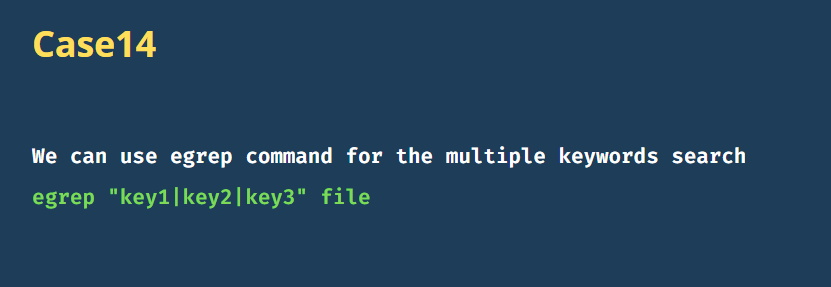 Case14
We can use egrep command for the multiple keywords search
egrep "key1|key2|key3" file